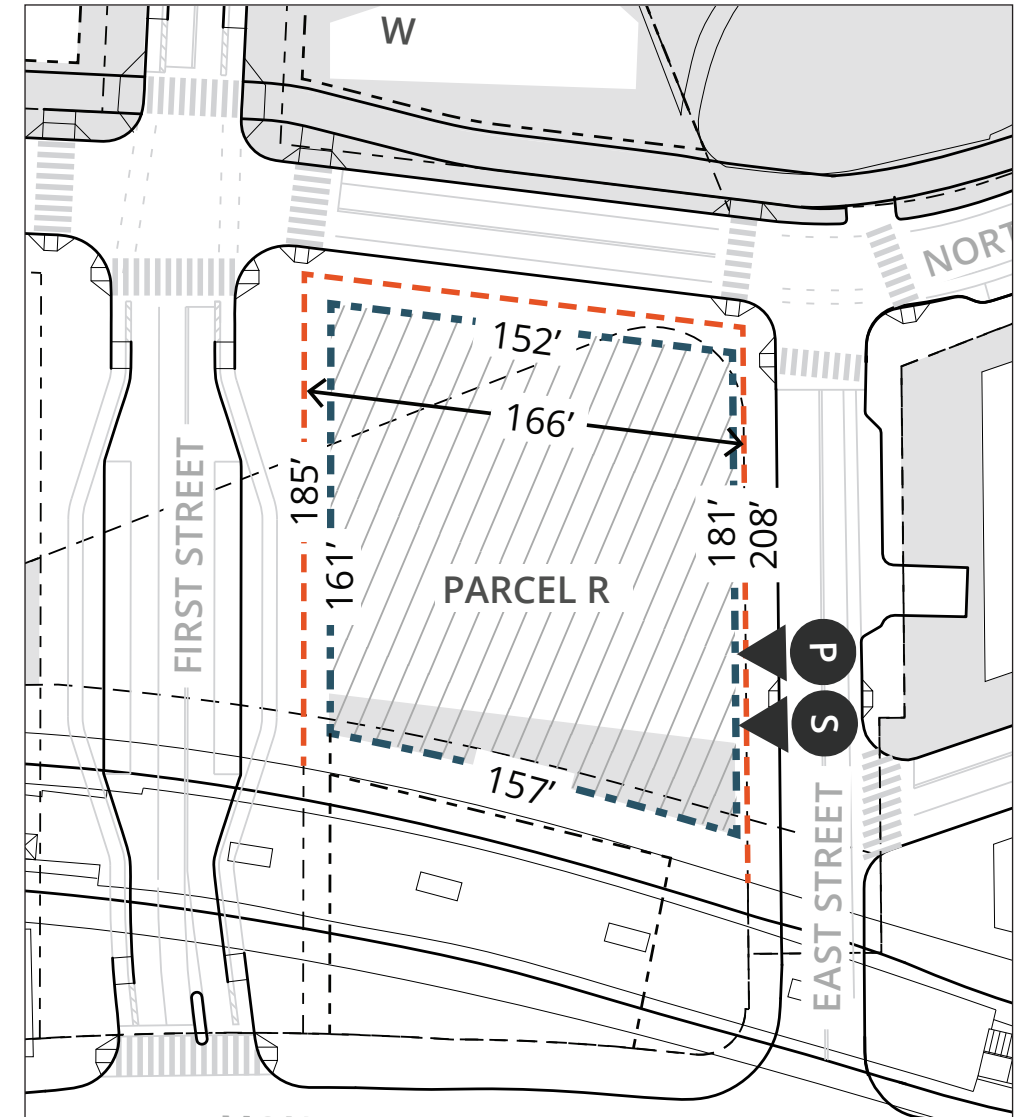 W
NORT
152’
166’
185’
161’
181’
208’
FIRST STREET
PARCEL R
P
S
157’
EAST STREET